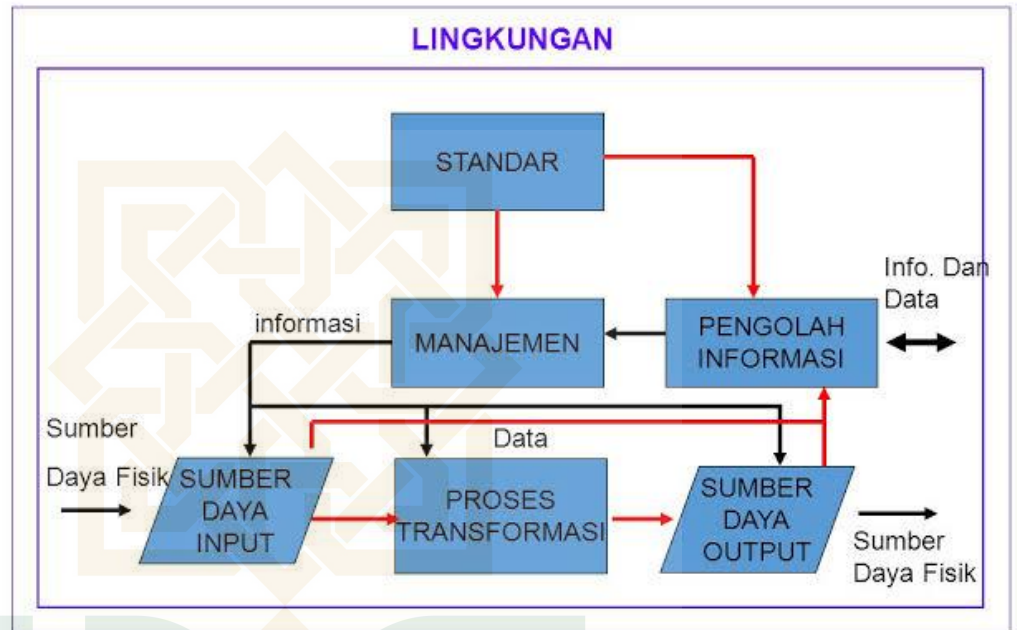 LINGKUNGAN
STANDAR
Info. Dan
Data
informasi
MANAJEMEN
PENGOLAH
INFORMASI
Sumber
Daya Fisik
Data
SUMBER
DAYA
INPUT
PROSES
TRANSFORMASI
SUMBER
DAYA
OUTPUT
Sumber
Daya Fisik